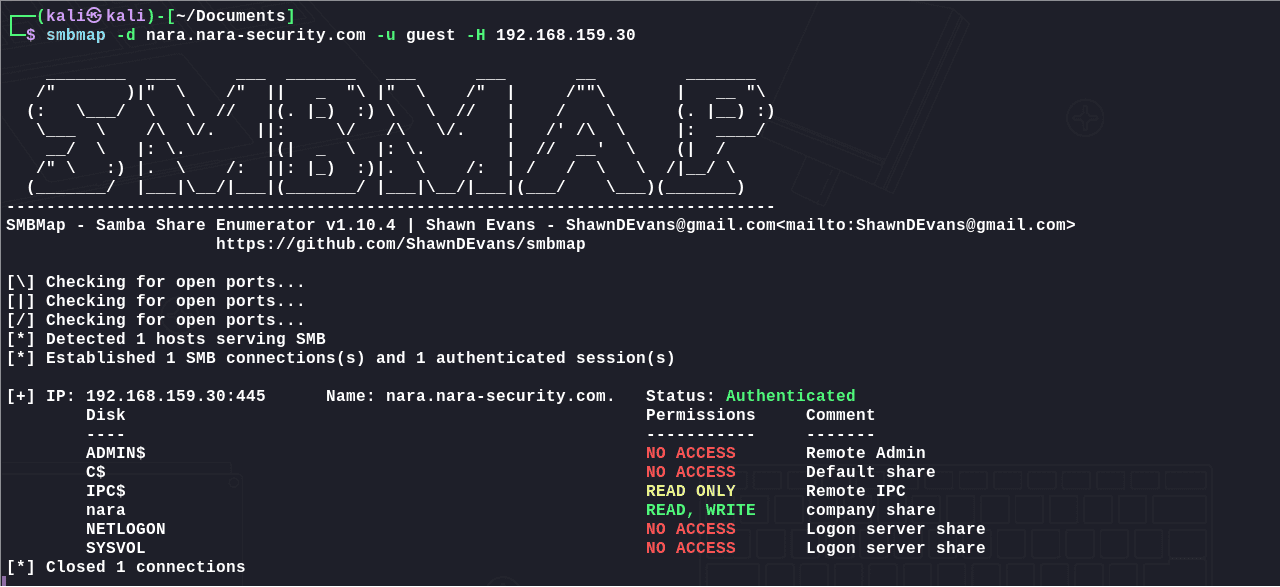 ┌──(kali㉿kali)-[~/Documents]
└─$ smbmap -d nara.nara-security.com -u guest -H 192.168.159.30

    ________  ___      ___  _______   ___      ___       __         _______
   /"       )|"  \    /"  ||   _  "\ |"  \    /"  |     /""\       |   __ "\
  (:   \___/  \   \  //   |(. |_)  :) \   \  //   |    /    \      (. |__) :)
   \___  \    /\  \/.    ||:     \/   /\   \/.    |   /' /\  \     |:  ____/
    __/  \   |: \.        |(|  _  \  |: \.        |  //  __'  \    (|  /
   /" \   :) |.  \    /:  ||: |_)  :)|.  \    /:  | /   /  \   \  /|__/ \
  (_______/  |___|\__/|___|(_______/ |___|\__/|___|(___/    \___)(_______)
-----------------------------------------------------------------------------
SMBMap - Samba Share Enumerator v1.10.4 | Shawn Evans - ShawnDEvans@gmail.com<mailto:ShawnDEvans@gmail.com>
                     https://github.com/ShawnDEvans/smbmap

[\] Checking for open ports...
[|] Checking for open ports...
[/] Checking for open ports...
[*] Detected 1 hosts serving SMB
[*] Established 1 SMB connections(s) and 1 authenticated session(s)

[+] IP: 192.168.159.30:445      Name: nara.nara-security.com.   Status: Authenticated
        Disk                                                    Permissions     Comment
        ----                                                    -----------     -------
        ADMIN$                                                  NO ACCESS       Remote Admin
        C$                                                      NO ACCESS       Default share
        IPC$                                                    READ ONLY       Remote IPC
        nara                                                    READ, WRITE     company share
        NETLOGON                                                NO ACCESS       Logon server share
        SYSVOL                                                  NO ACCESS       Logon server share
[*] Closed 1 connections